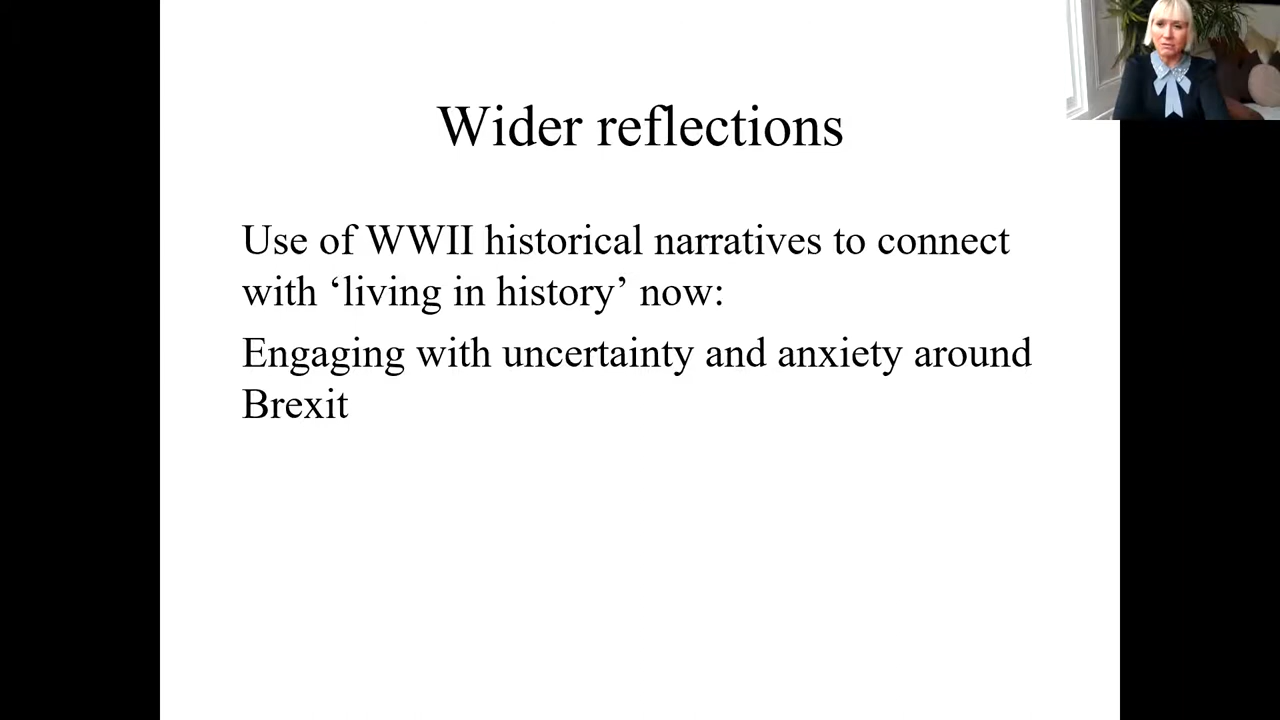 Wider reflections
Use of WWII historical narratives to connect
with ‘living in history’ now:
Engaging with uncertainty and anxiety around
Brexit